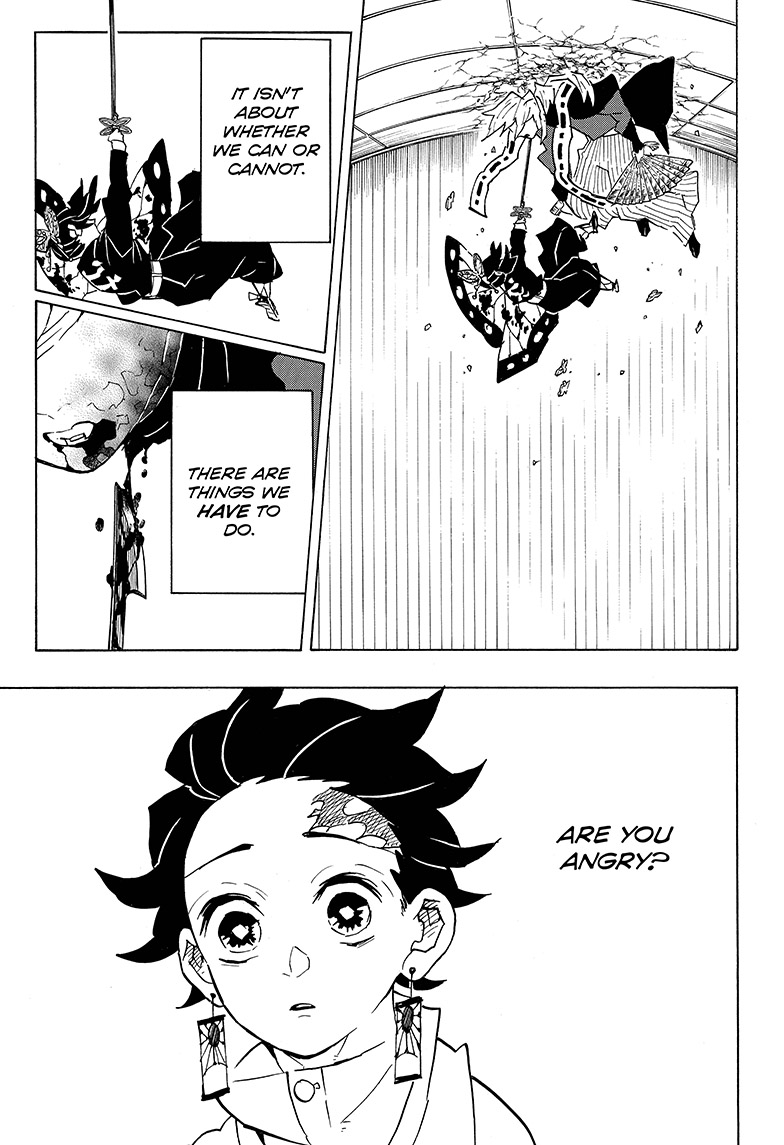 IT ISN'T
ABOUT
WHETHER
WE CAN OR
CANNOT.
THERE ARE
THINGS WE
HAVE TO
DO.
ARE YOU
ANGRY?